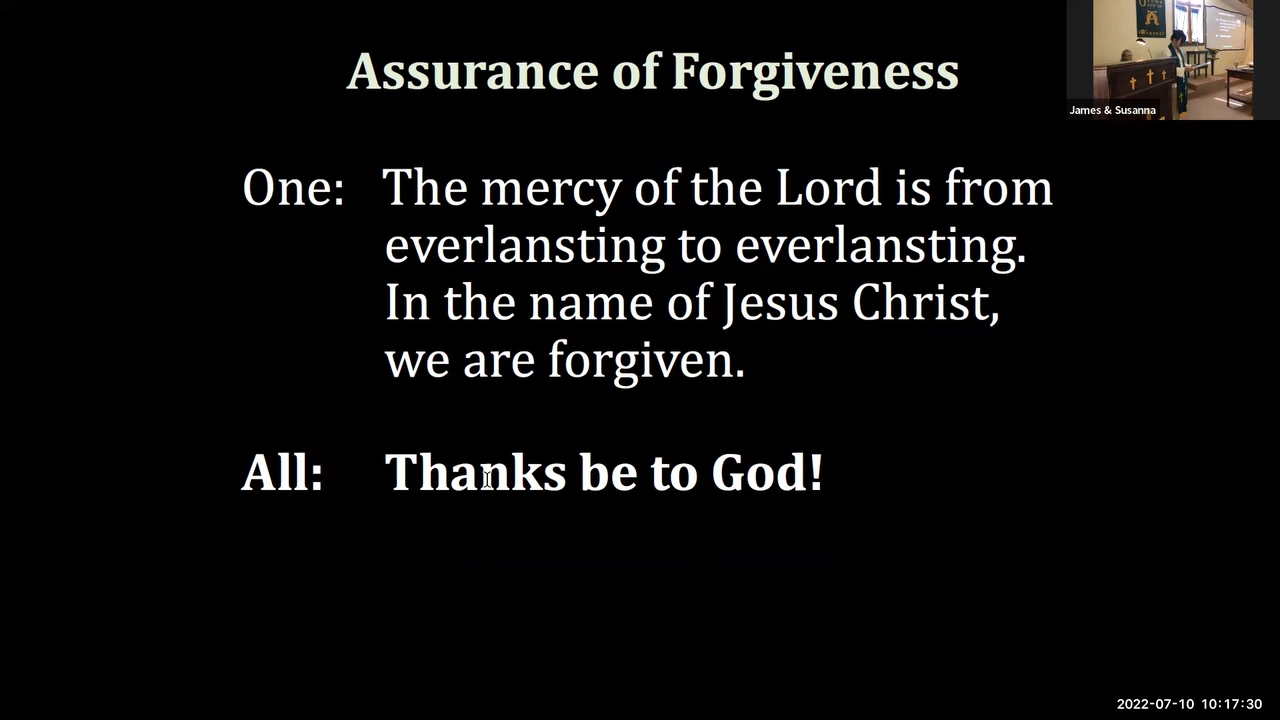 Assurance of Forgiveness
One: The mercy of the Lord is from
everlansting to everlansting.
In the name of Jesus Christ,
we are forgiven.
All: Thanks be to God!
James & Susanna
2022-07-10 10:17:30